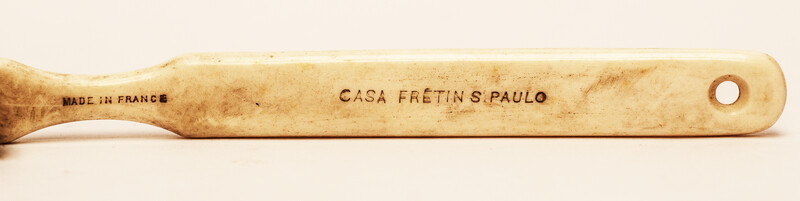 MADE IN FRANCE
CASA FRÉTIN S. PAULO